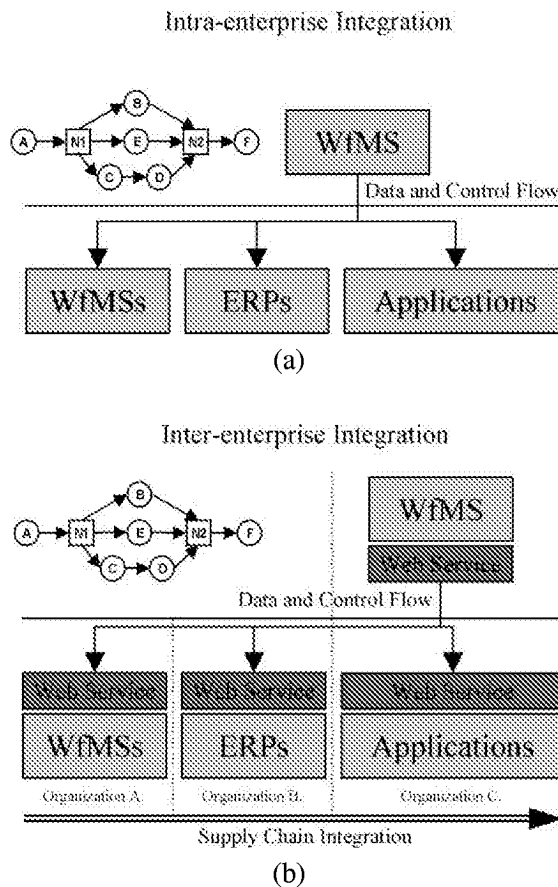 Intra-enterprise Integration
B
A N1 E N2 F
C D
WfMS
Data and Control Flow
WfMSs ERPs Applications
(a)
Inter-enterprise Integration
B
A N1 E N2 F
C D
WfMS
Web Service
Data and Control Flow
Web Service Web Service Web Service
WfMSs ERPs Applications
Organization A. Organization B. Organization C.
Supply Chain Integration
(b)